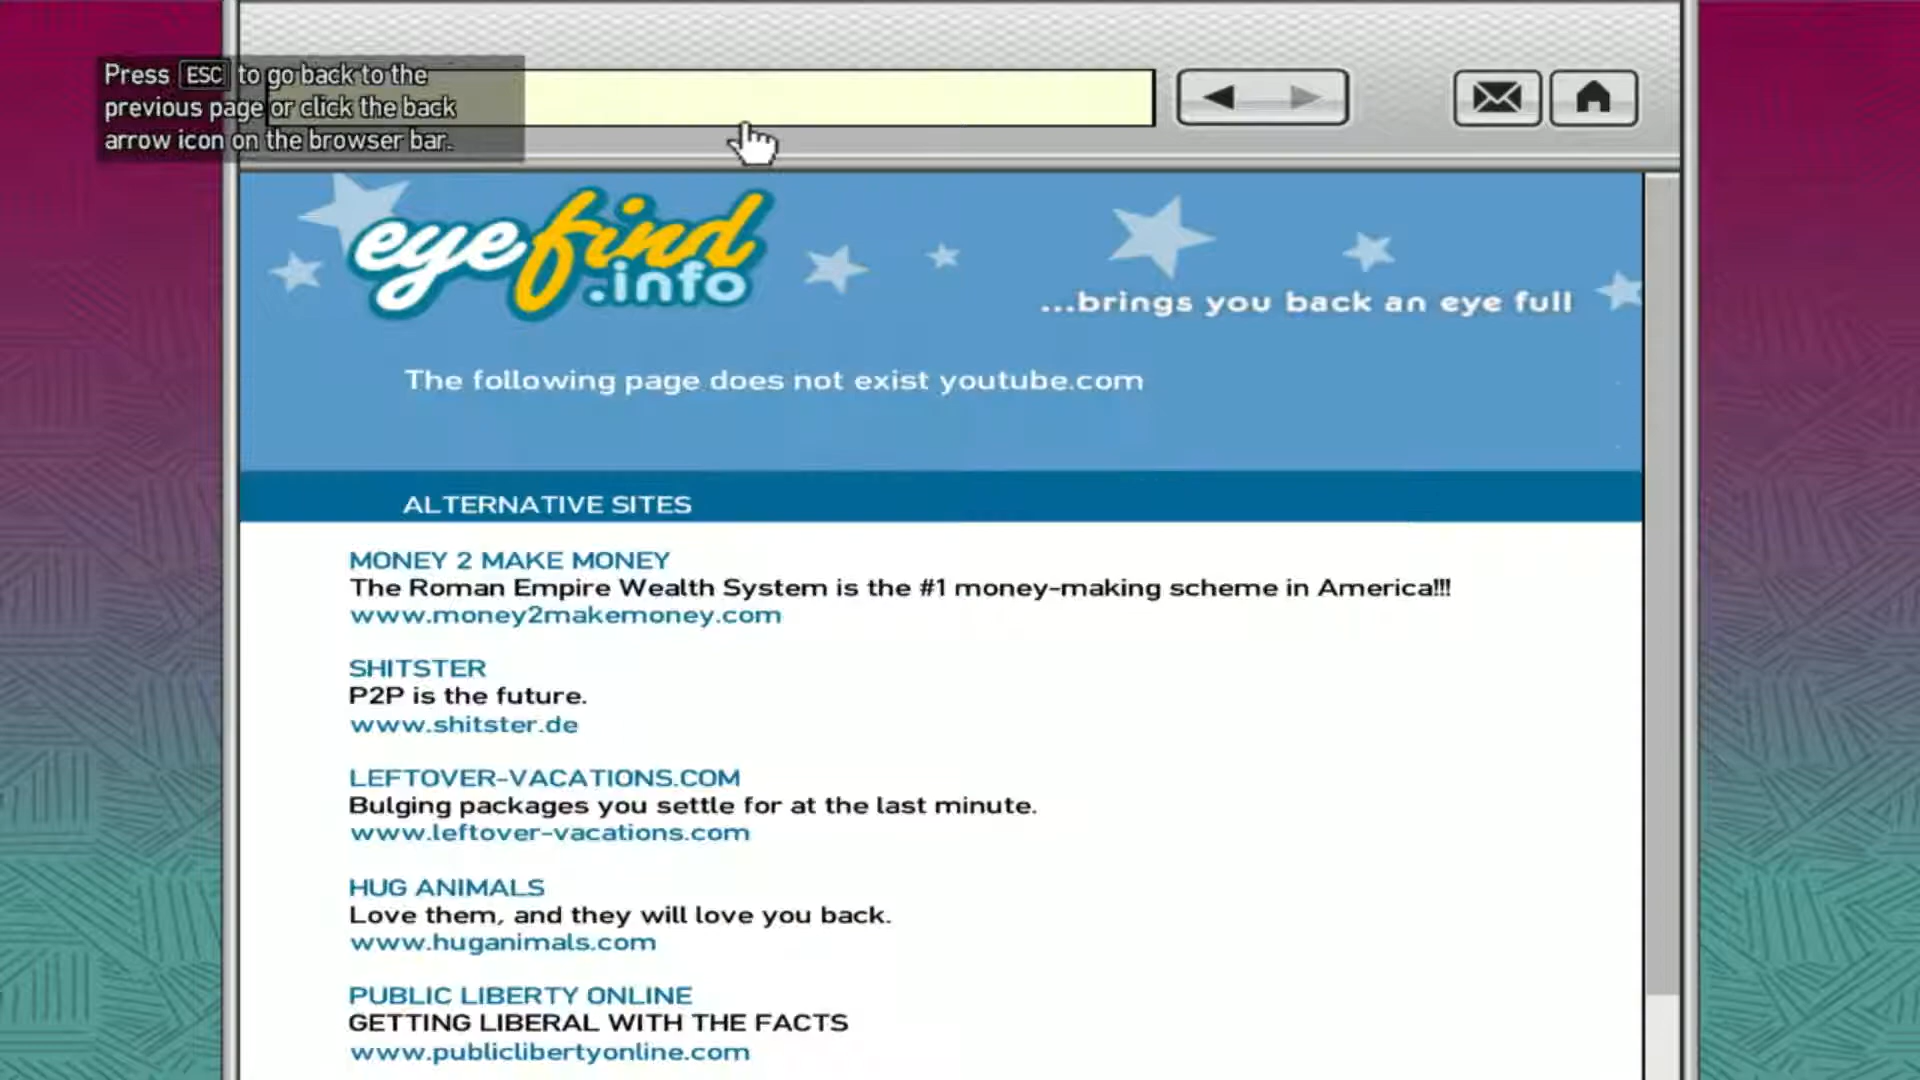 Press ESC to go back to the
previous page or click the back
arrow icon on the browser bar.
eyefind
.info
...brings you back an eye full
The following page does not exist youtube.com
ALTERNATIVE SITES
MONEY 2 MAKE MONEY
The Roman Empire Wealth System is the #1 money-making scheme in America!!!
www.money2makemoney.com
SHITSTER
P2P is the future.
www.shitster.de
LEFTOVER-VACATIONS.COM
Bulging packages you settle for at the last minute.
www.leftover-vacations.com
HUG ANIMALS
Love them, and they will love you back.
www.huganimals.com
PUBLIC LIBERTY ONLINE
GETTING LIBERAL WITH THE FACTS
www.publiclibertyonline.com